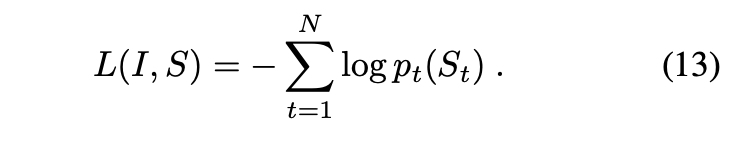 L(I, S) = − ∑_{t=1}^{N} log p_t(S_t) . (13)